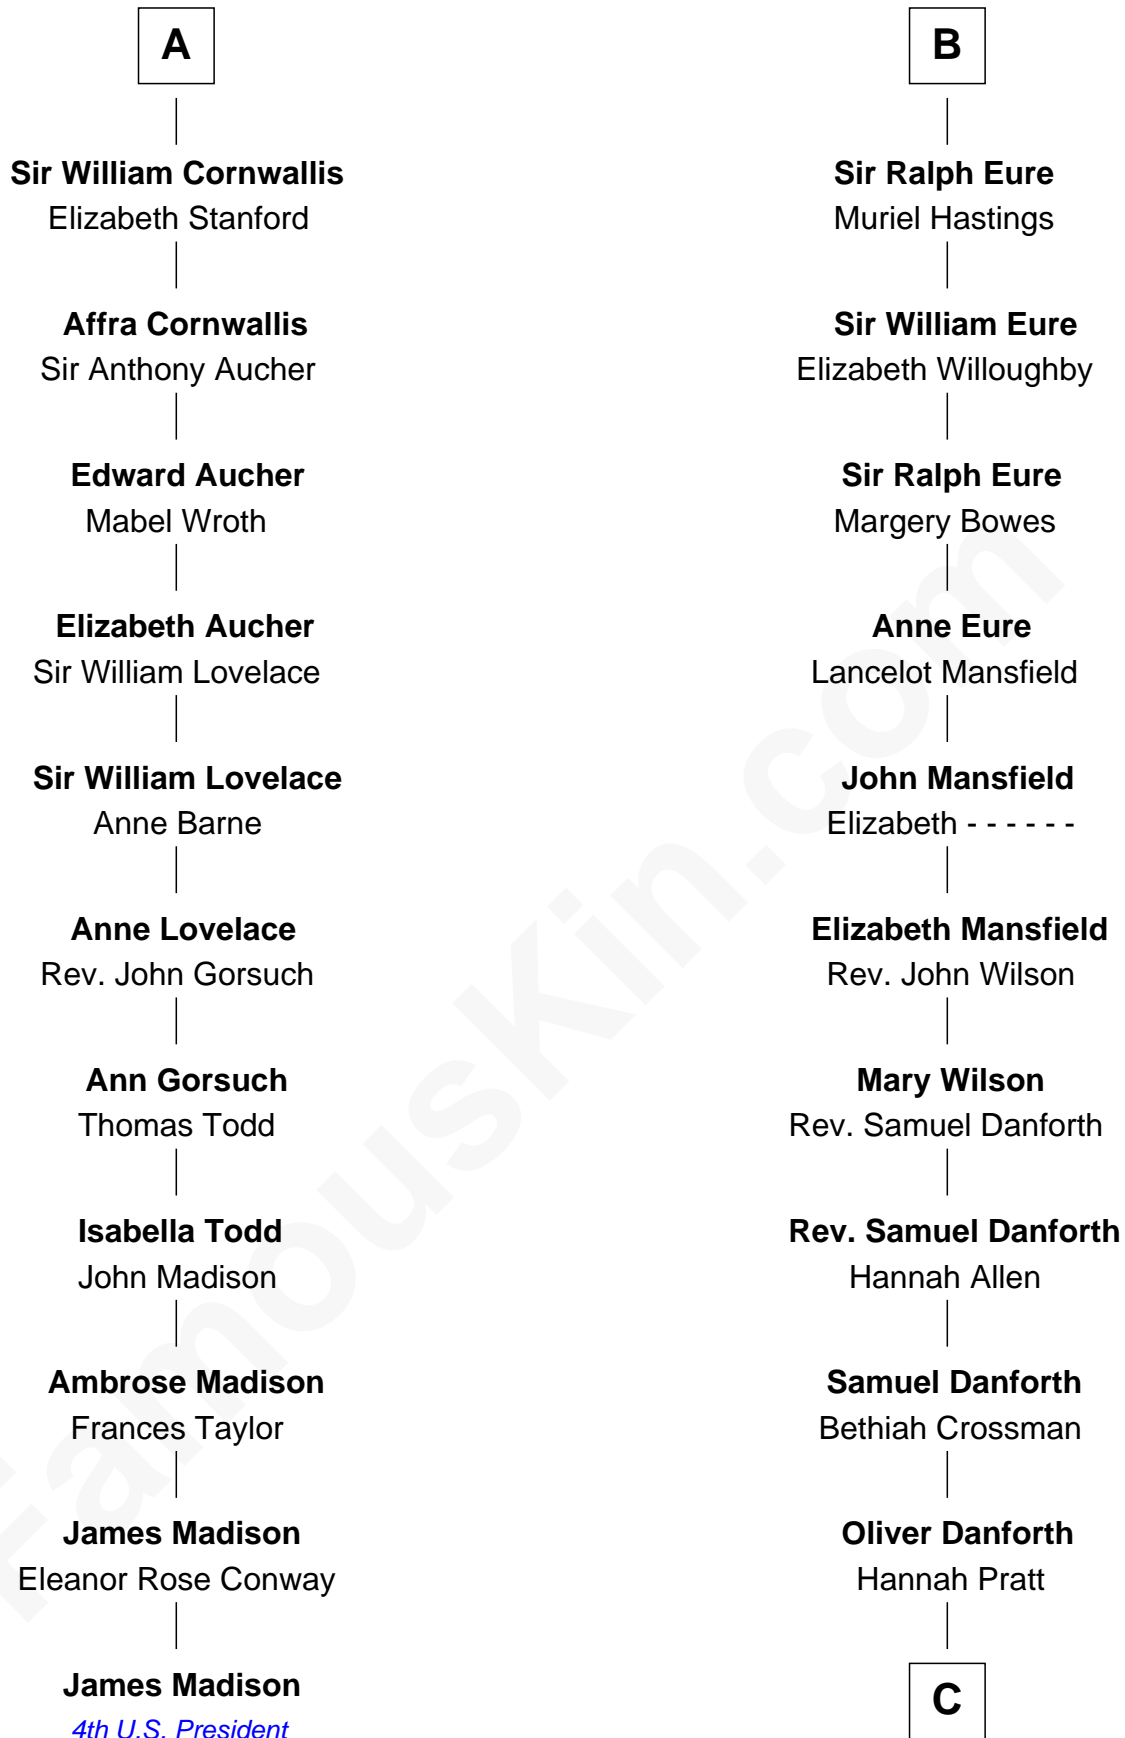 A
Sir William Cornwallis
Elizabeth Stanford
Affra Cornwallis
Sir Anthony Aucher
Edward Aucher
Mabel Wroth
Elizabeth Aucher
Sir William Lovelace
Sir William Lovelace
Anne Barne
Anne Lovelace
Rev. John Gorsuch
Ann Gorsuch
Thomas Todd
Isabella Todd
John Madison
Ambrose Madison
Frances Taylor
James Madison
Eleanor Rose Conway
James Madison
4th U.S. President
B
Sir Ralph Eure
Muriel Hastings
Sir William Eure
Elizabeth Willoughby
Sir Ralph Eure
Margery Bowes
Anne Eure
Lancelot Mansfield
John Mansfield
Elizabeth - - - - - -
Elizabeth Mansfield
Rev. John Wilson
Mary Wilson
Rev. Samuel Danforth
Rev. Samuel Danforth
Hannah Allen
Samuel Danforth
Bethiah Crossman
Oliver Danforth
Hannah Pratt
C
FamousKin.com